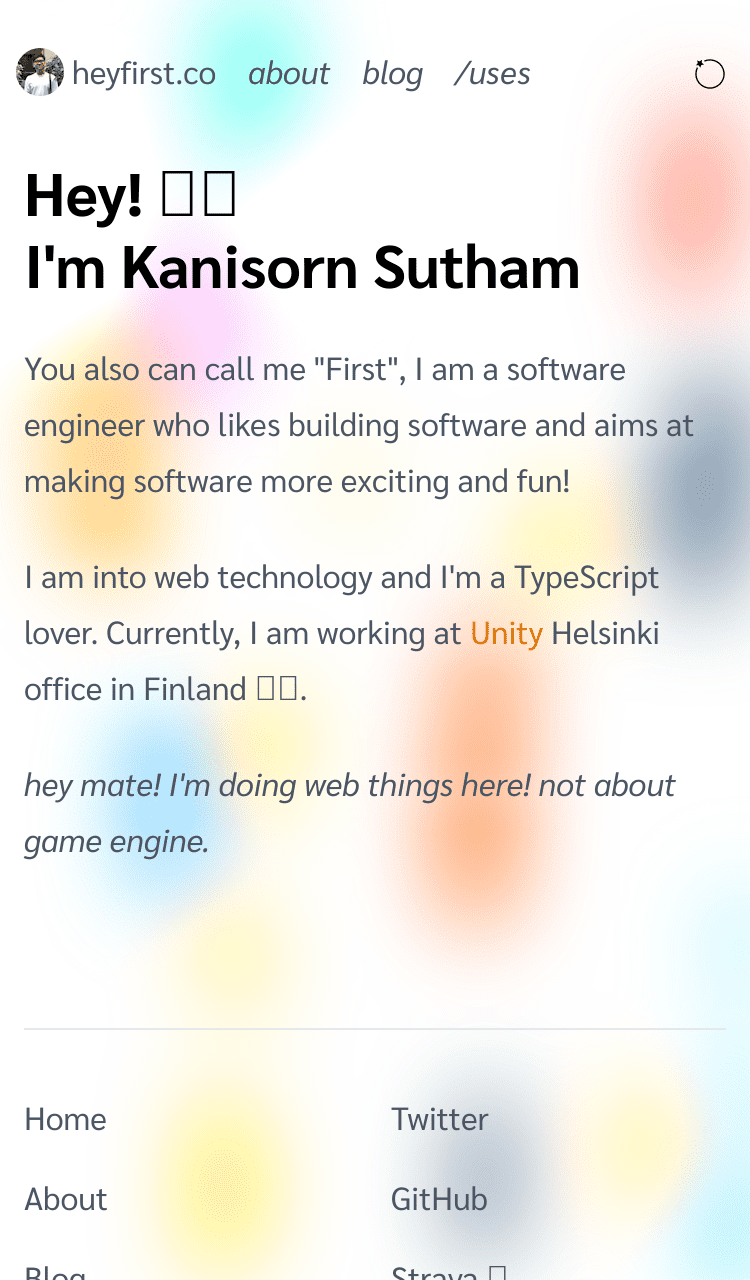 heyfirst.co about blog /uses
Hey! 
I'm Kanisorn Sutham
You also can call me "First", I am a software
engineer who likes building software and aims at
making software more exciting and fun!
I am into web technology and I'm a TypeScript
lover. Currently, I am working at Unity Helsinki
office in Finland .
hey mate! I'm doing web things here! not about
game engine.
Home Twitter
About GitHub
Blog Strava